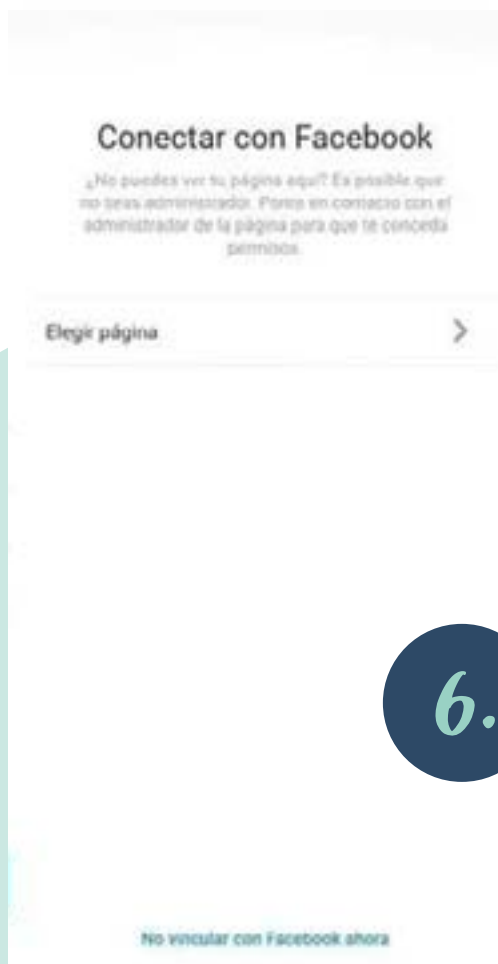 Conectar con Facebook
¿No puedes ver tu página aquí? Es posible que
no seas administrador. Ponte en contacto con el
administrador de la página para que te conceda
permisos.
Elegir página
6.
No vincular con Facebook ahora